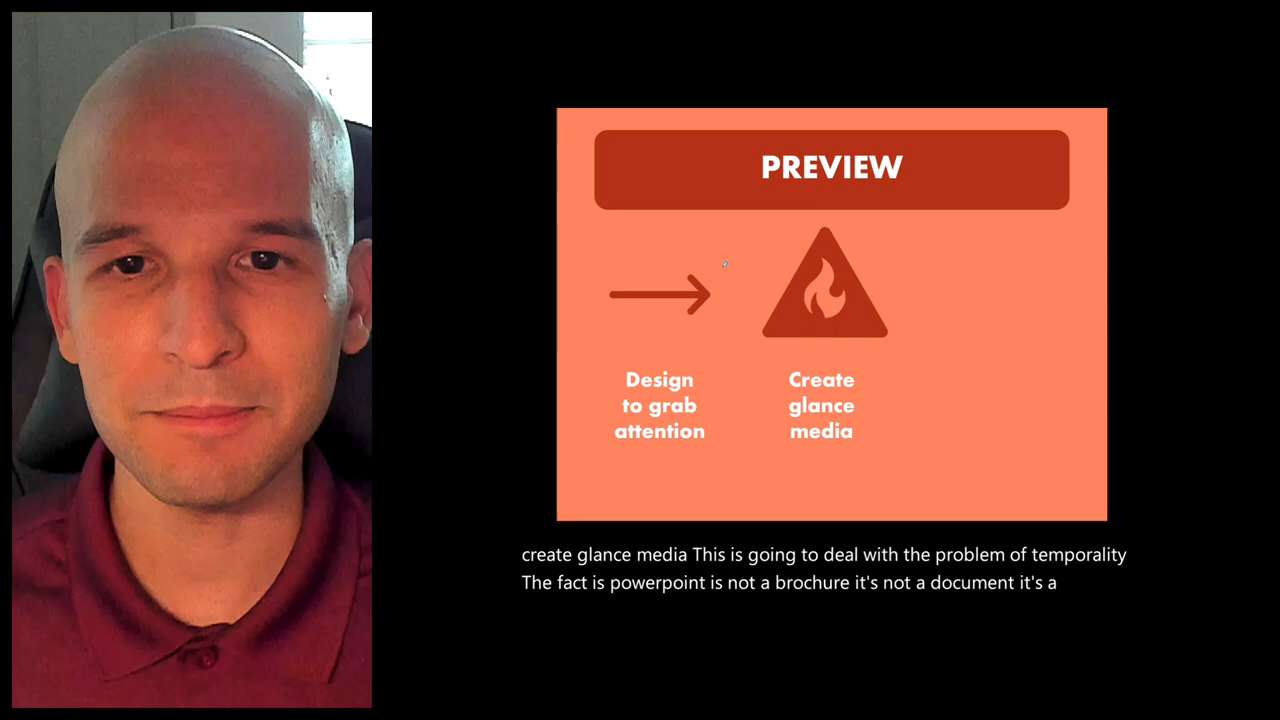 PREVIEW
Design
to grab
attention
Create
glance
media
create glance media This is going to deal with the problem of temporality
The fact is powerpoint is not a brochure it's not a document it's a